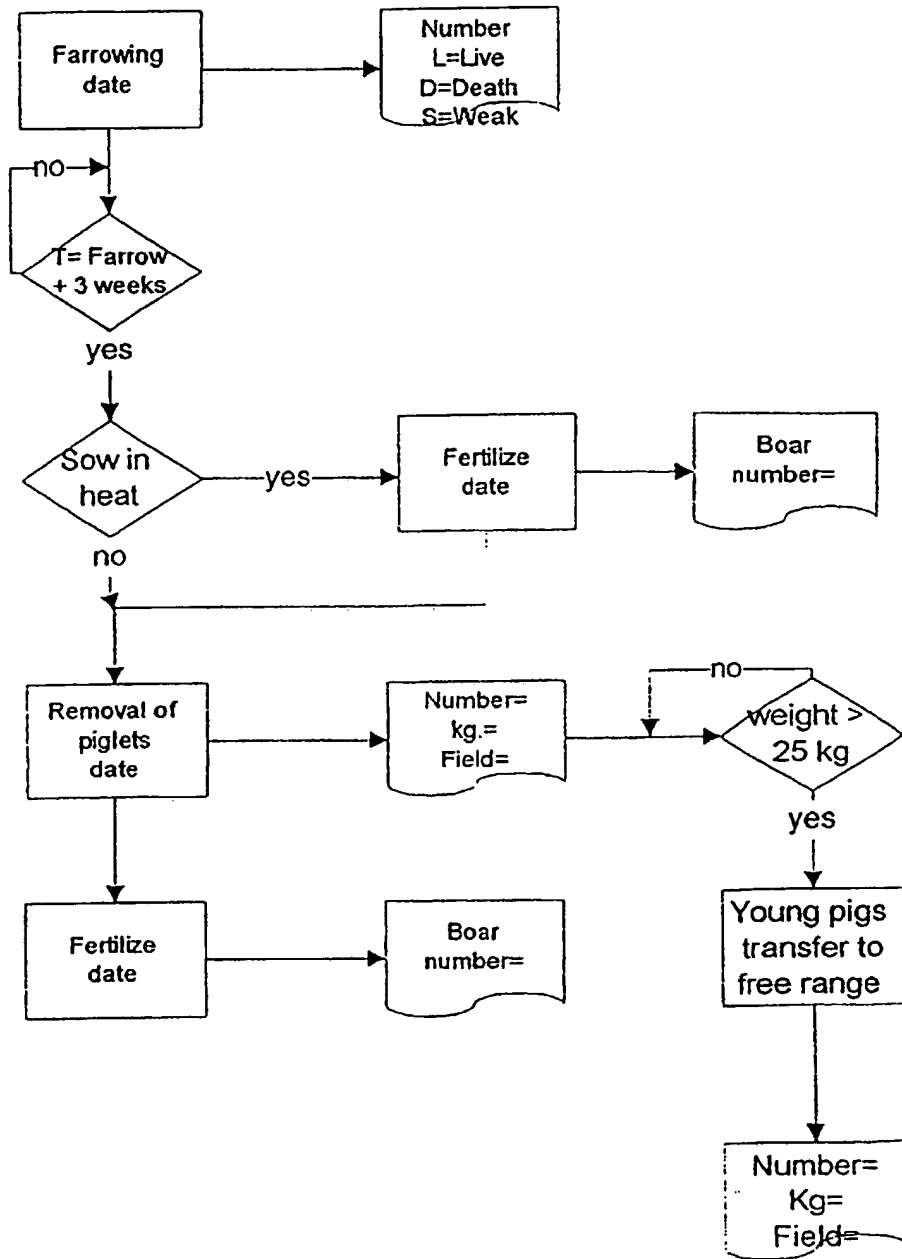 Farrowing
date
Number
L=Live
D=Death
S=Weak
no
T= Farrow
+ 3 weeks
yes
Sow in
heat
yes
Fertilize
date
Boar
number=
no
Removal of
piglets
date
Number=
kg.=
Field=
no
weight >
25 kg
yes
Fertilize
date
Boar
number=
Young pigs
transfer to
free range
Number=
Kg=
Field=